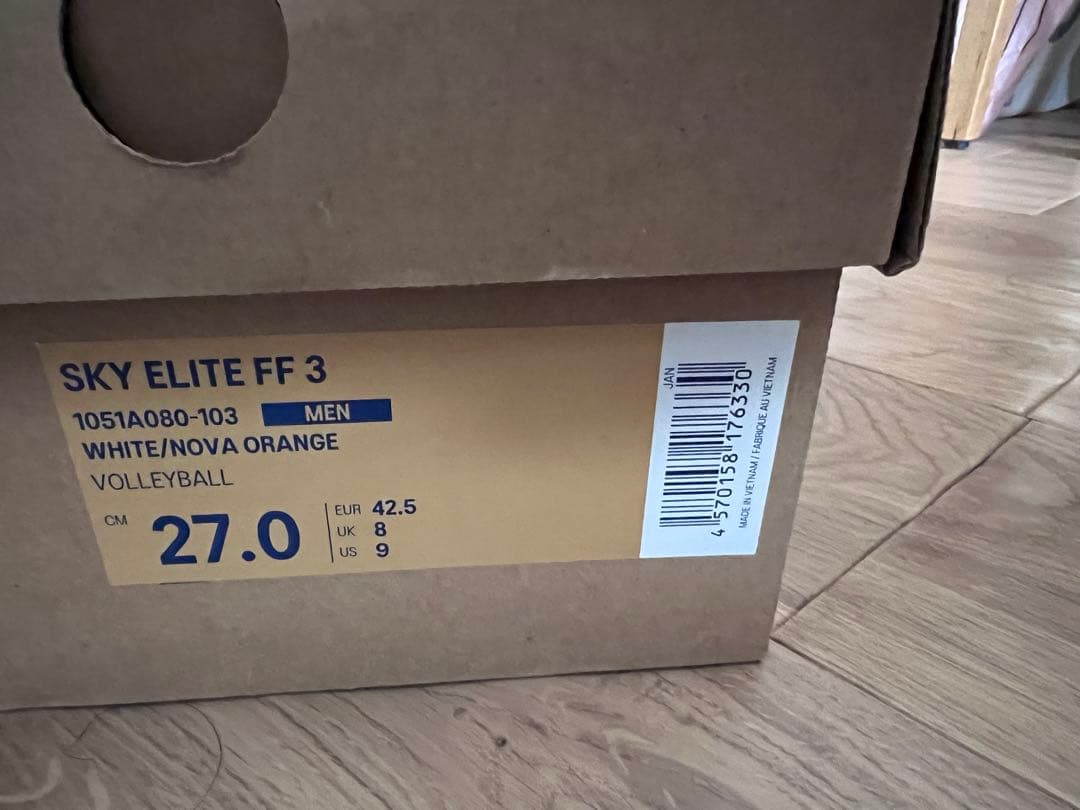 SKY ELITE FF 3
1051A080-103 MEN
WHITE/NOVA ORANGE
VOLLEYBALL
CM 27.0
EUR 42.5
UK 8
US 9
JAN
4 570158 176330
MADE IN VIETNAM / FABRIQUE AU VIETNAM